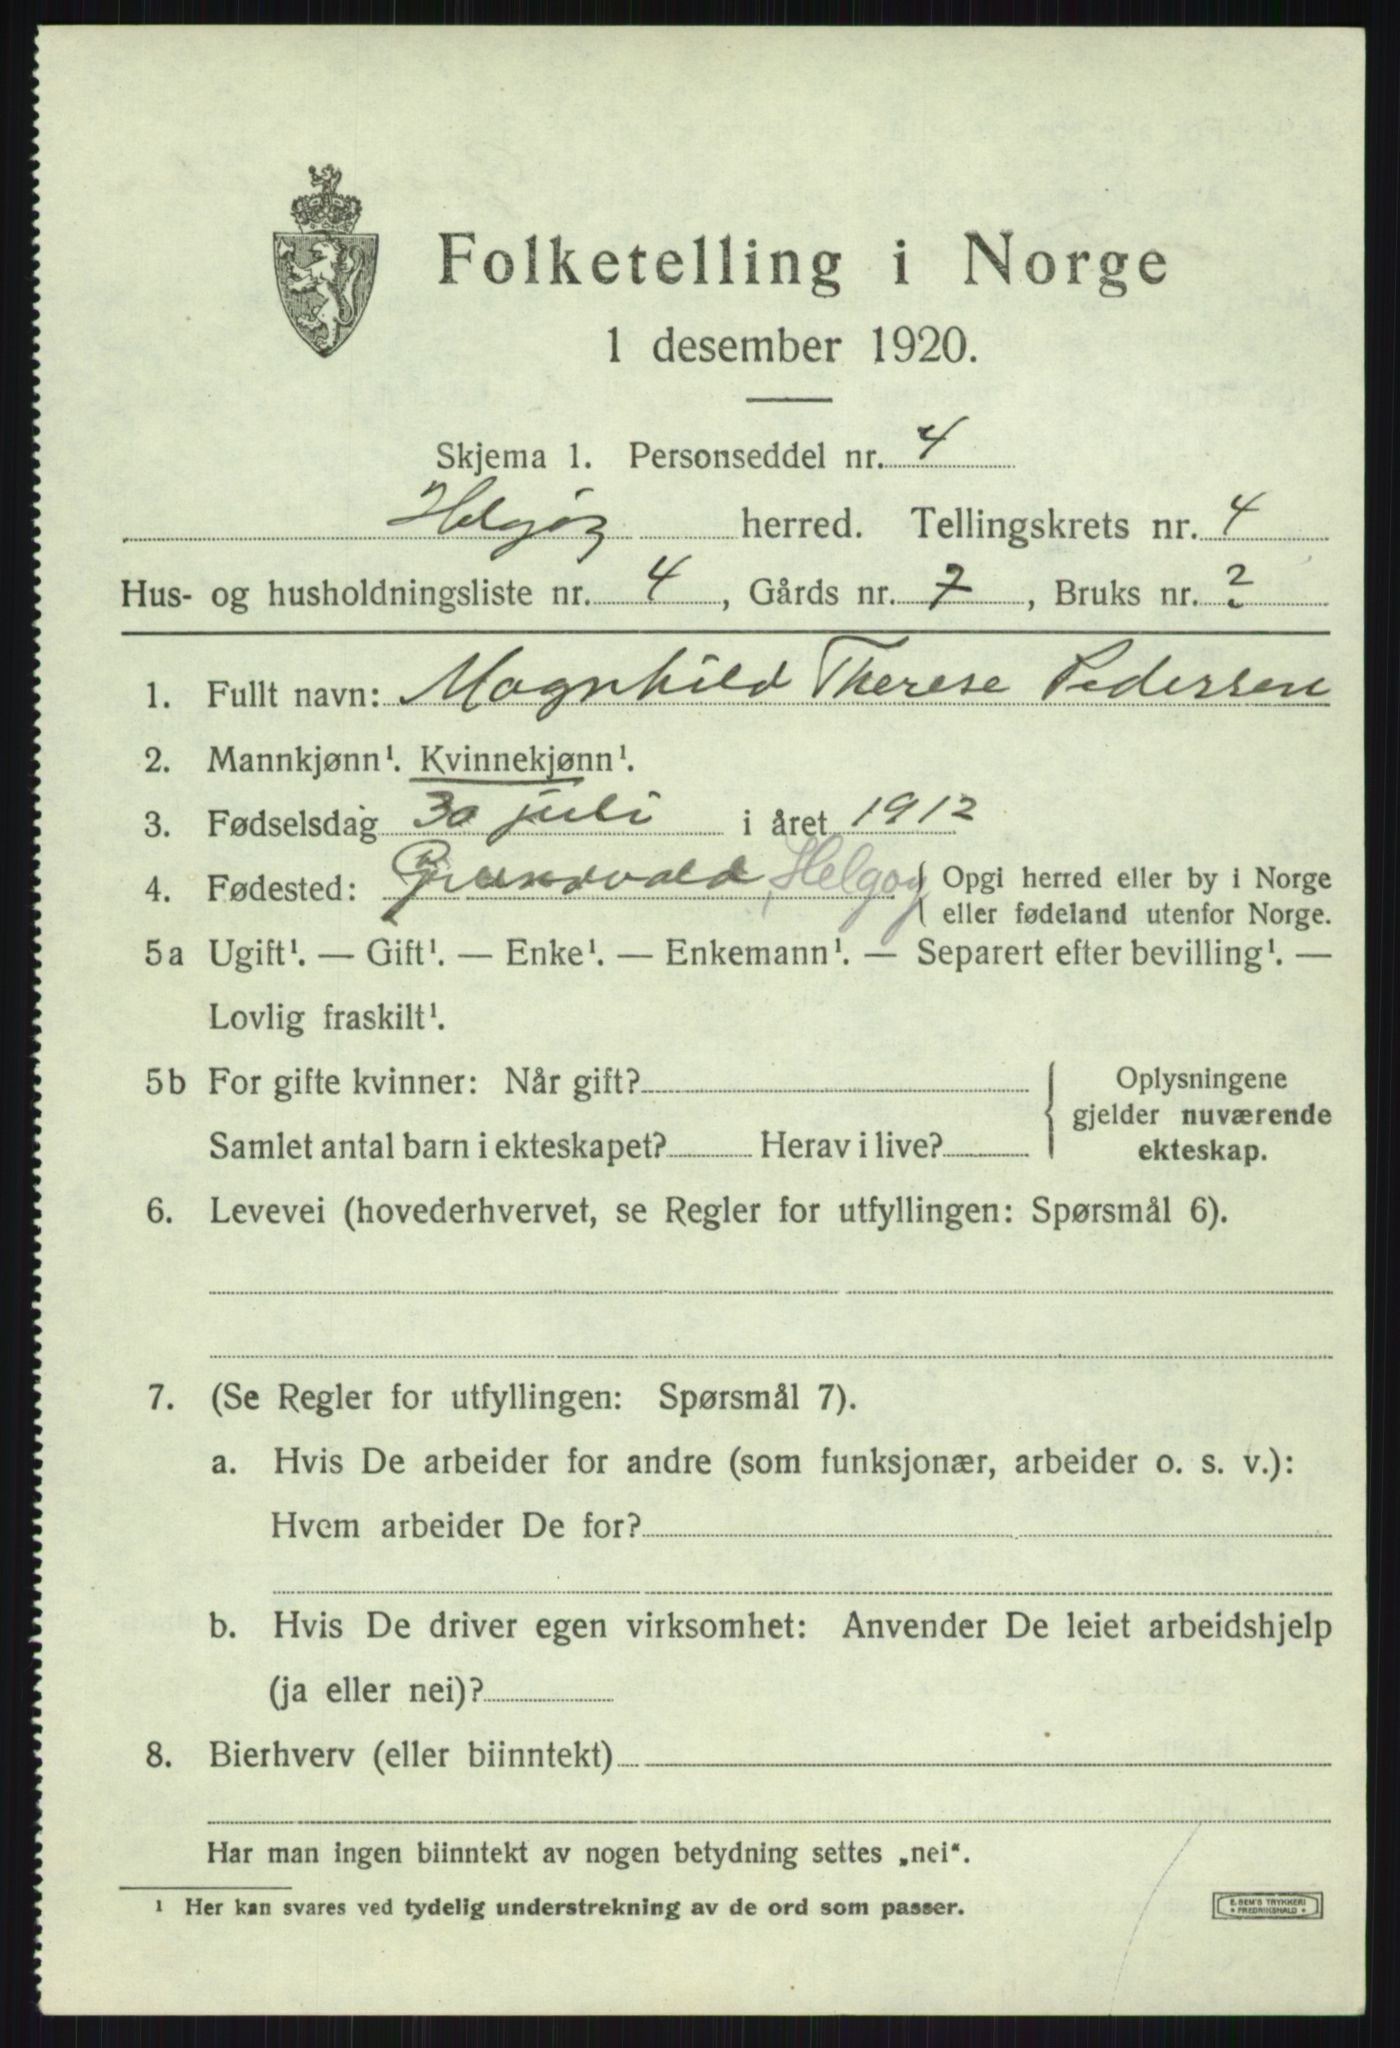 Folketelling i Norge
1 desember 1920.
Skjema 1. Personseddel nr. 4
Helgøy herred. Tellingskrets nr. 4
Hus- og husholdningsliste nr. 4, Gårds nr. 7, Bruks nr. 2
1. Fullt navn: Magnhild Therese Pedersen
2. Mannkjønn¹. Kvinnekjønn¹.
3. Fødselsdag 30 juli i året 1912
4. Fødested: Helgøy { Opgi herred eller by i Norge
eller fødeland utenfor Norge.
5a Ugift¹. — Gift¹. — Enke¹. — Enkemann¹. — Separert efter bevilling¹. —
Lovlig fraskilt¹.
5b For gifte kvinner: Når gift? { Oplysningene
gjelder nuværende
Samlet antal barn i ekteskapet? Herav i live? ekteskap.
6. Levevei (hovederhvervet, se Regler for utfyllingen: Spørsmål 6).
7. (Se Regler for utfyllingen: Spørsmål 7).
a. Hvis De arbeider for andre (som funksjonær, arbeider o. s. v.):
Hvem arbeider De for?
b. Hvis De driver egen virksomhet: Anvender De leiet arbeidshjelp
(ja eller nei)?
8. Bierhverv (eller biinntekt)
Har man ingen biinntekt av nogen betydning settes „nei“.
¹ Her kan svares ved tydelig understrekning av de ord som passer.
E. SEM'S TRYKKERI
• FREDRIKSHALD •